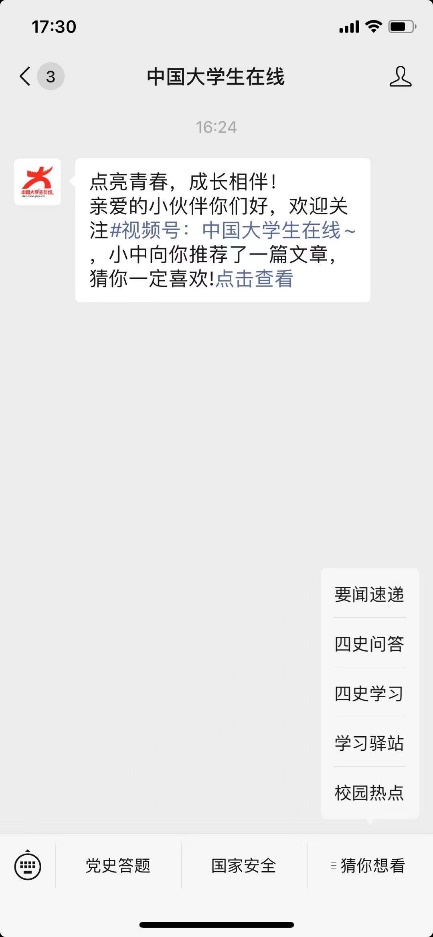 17:30
3
中国大学生在线
16:24
点亮青春，成长相伴！
亲爱的小伙伴你们好，欢迎关
注#视频号：中国大学生在线~
，小中向你推荐了一篇文章，
猜你一定喜欢!点击查看
要闻速递
四史问答
四史学习
学习驿站
校园热点
党史答题
国家安全
猜你想看